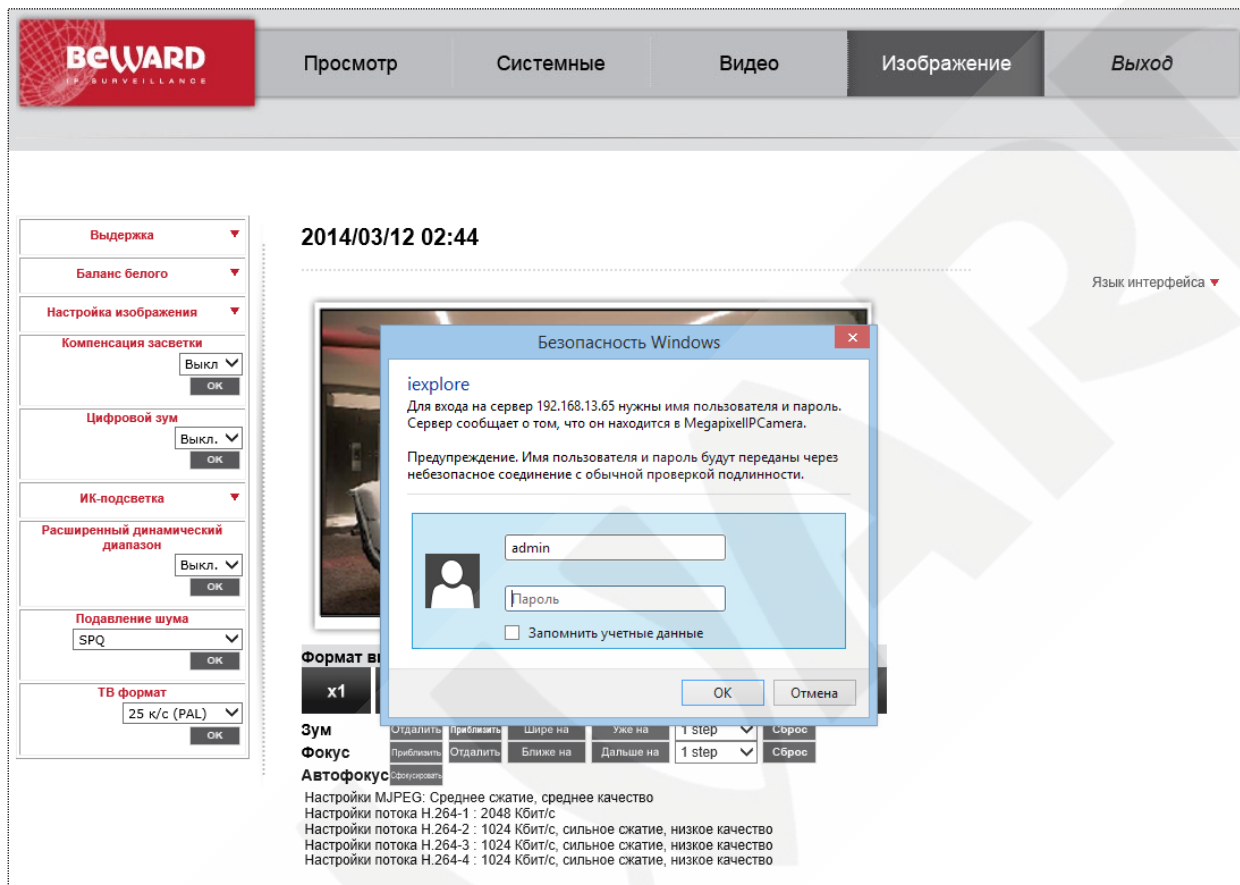 BEWARD
IP SURVEILLANCE
Просмотр
Системные
Видео
Изображение
Выход
2014/03/12 02:44
Язык интерфейса
Выдержка
Баланс белого
Настройка изображения
Компенсация засветки
Выкл
ОК
Цифровой зум
Выкл.
ОК
ИК-подсветка
Расширенный динамический
диапазон
Выкл.
ОК
Подавление шума
SPQ
ОК
ТВ формат
25 к/с (PAL)
ОК
Безопасность Windows
iexplore
Для входа на сервер 192.168.13.65 нужны имя пользователя и пароль.
Сервер сообщает о том, что он находится в MegapixelIPCamera.
Предупреждение. Имя пользователя и пароль будут переданы через
небезопасное соединение с обычной проверкой подлинности.
admin
Пароль
Запомнить учетные данные
ОК
Отмена
Формат
x1
Зум Отдалить Приблизить Шире на Уже на 1 step Сброс
Фокус Приблизить Отдалить Ближе на Дальше на 1 step Сброс
Автофокус Сфокусировать
Настройки MJPEG: Среднее сжатие, среднее качество
Настройки потока H.264-1 : 2048 Кбит/с
Настройки потока H.264-2 : 1024 Кбит/с, сильное сжатие, низкое качество
Настройки потока H.264-3 : 1024 Кбит/с, сильное сжатие, низкое качество
Настройки потока H.264-4 : 1024 Кбит/с, сильное сжатие, низкое качество